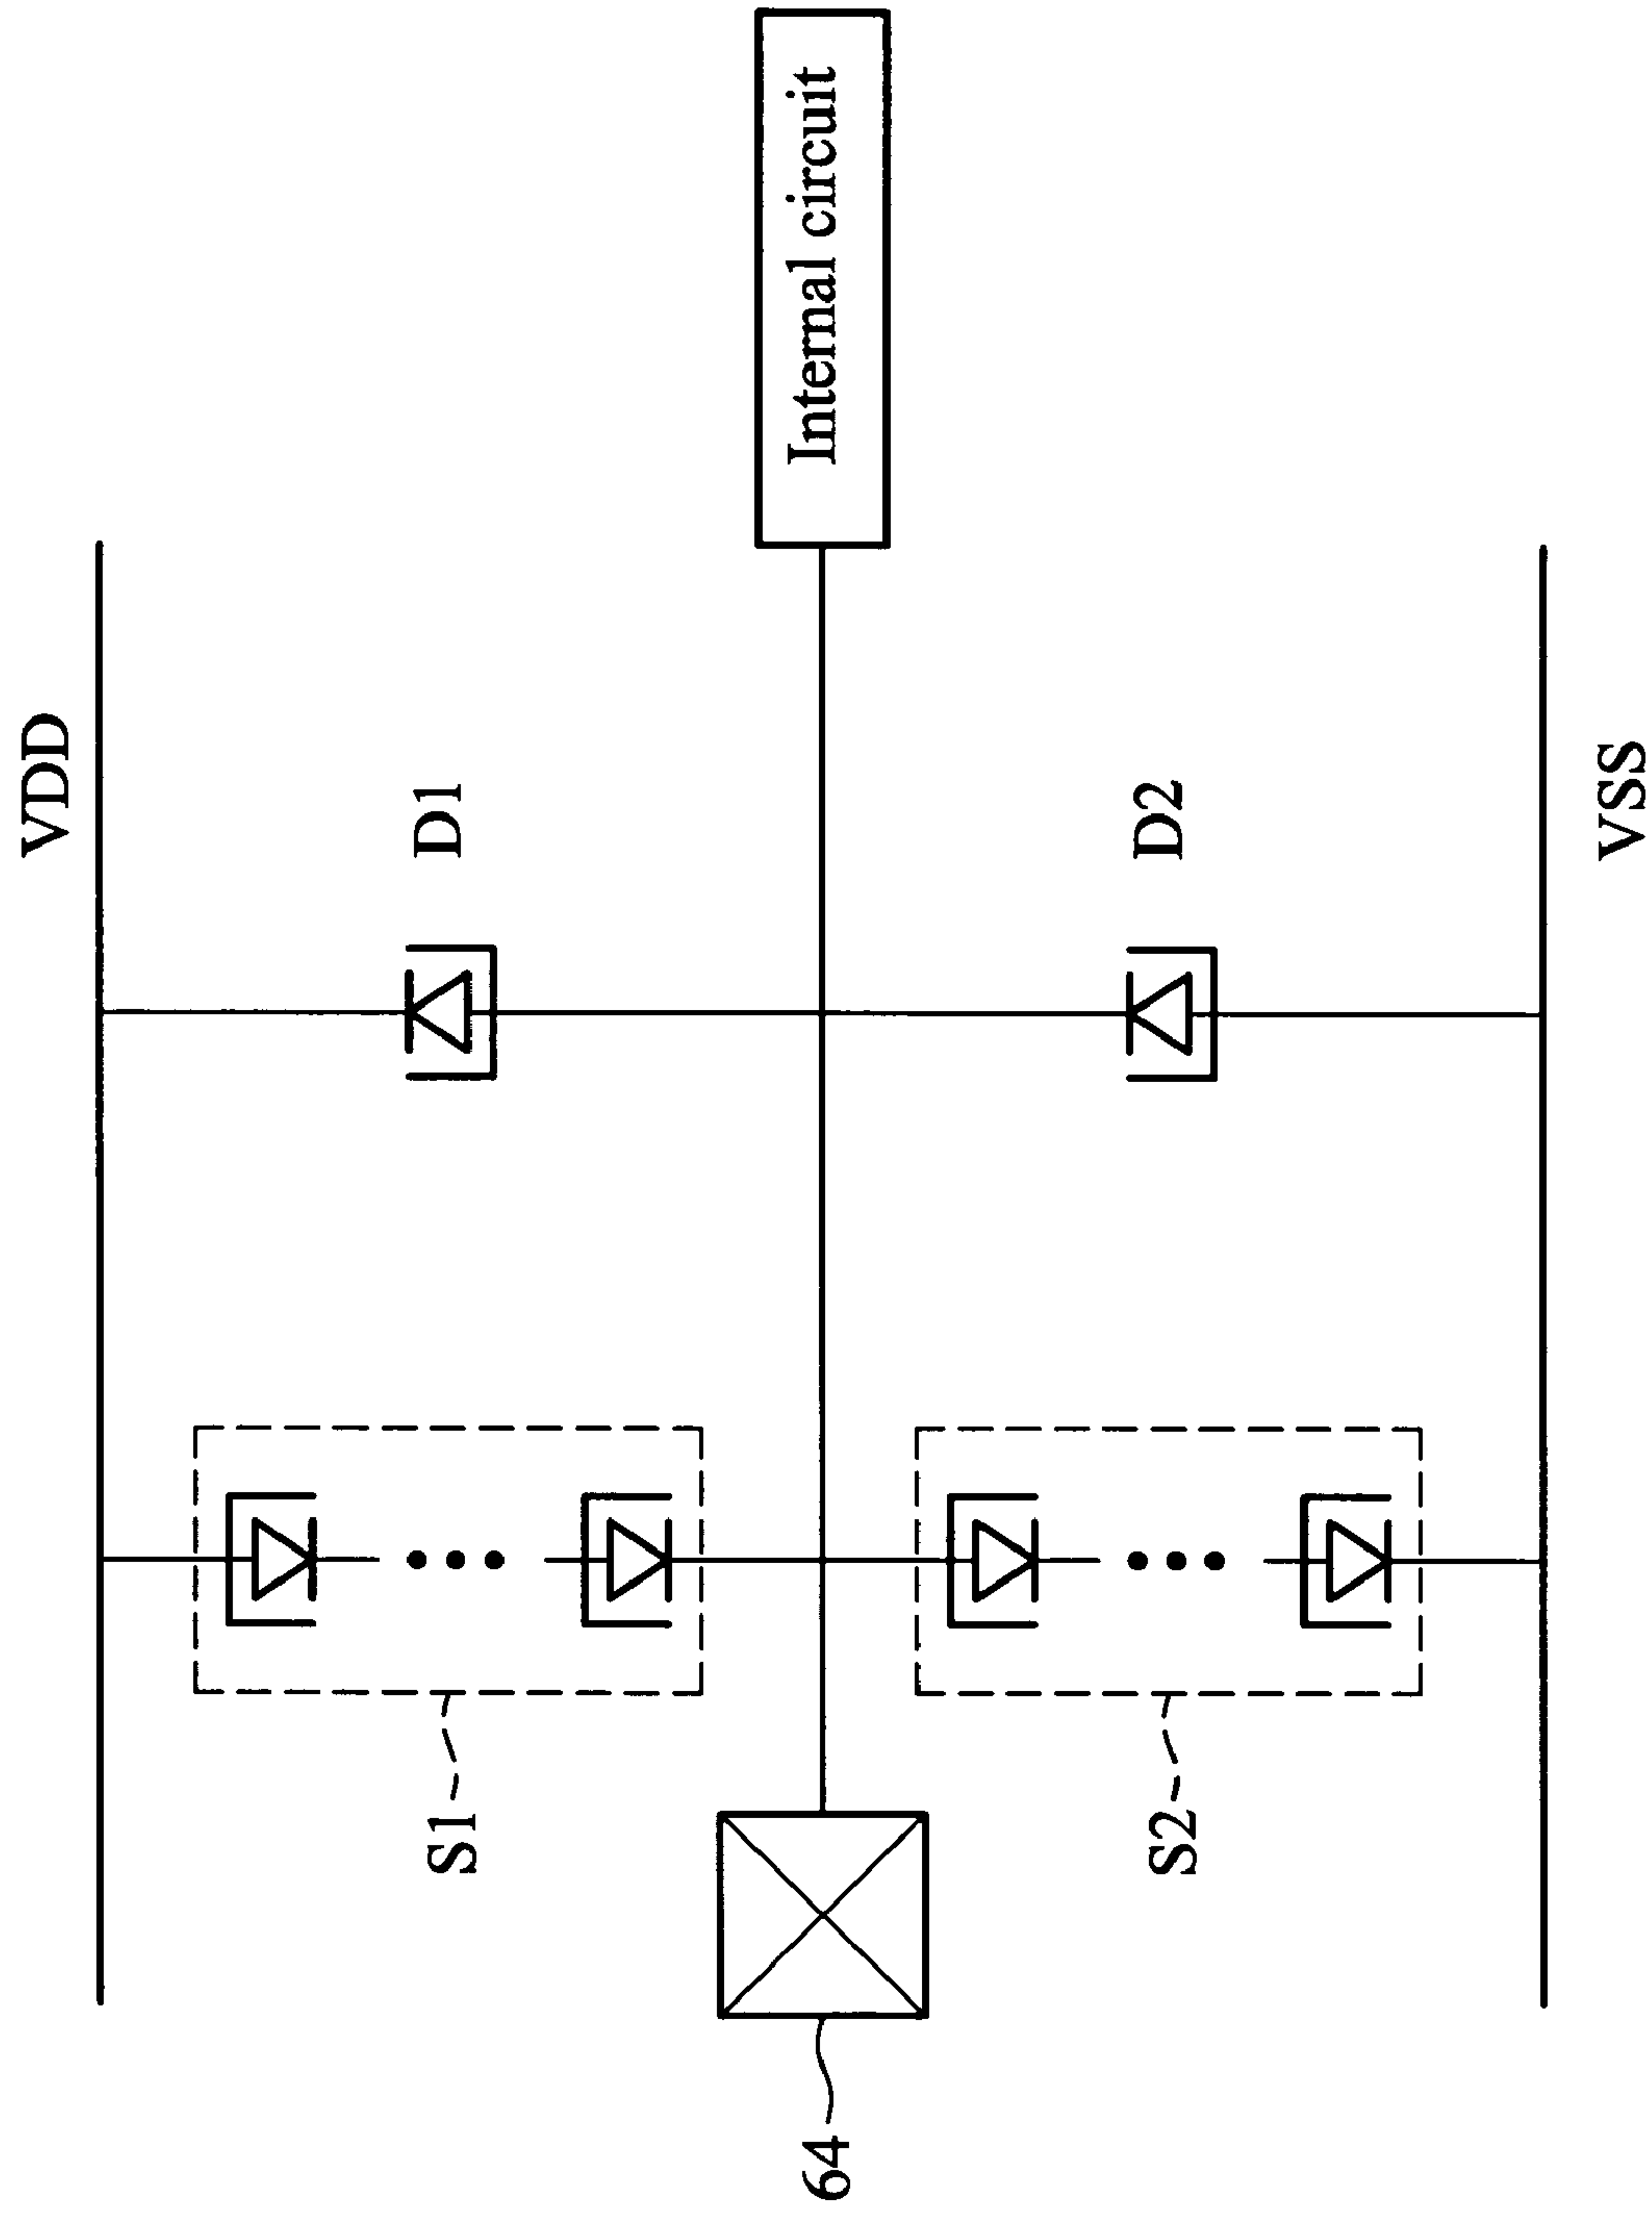 VDD
S1
D1
64
Internal circuit
S2
D2
VSS